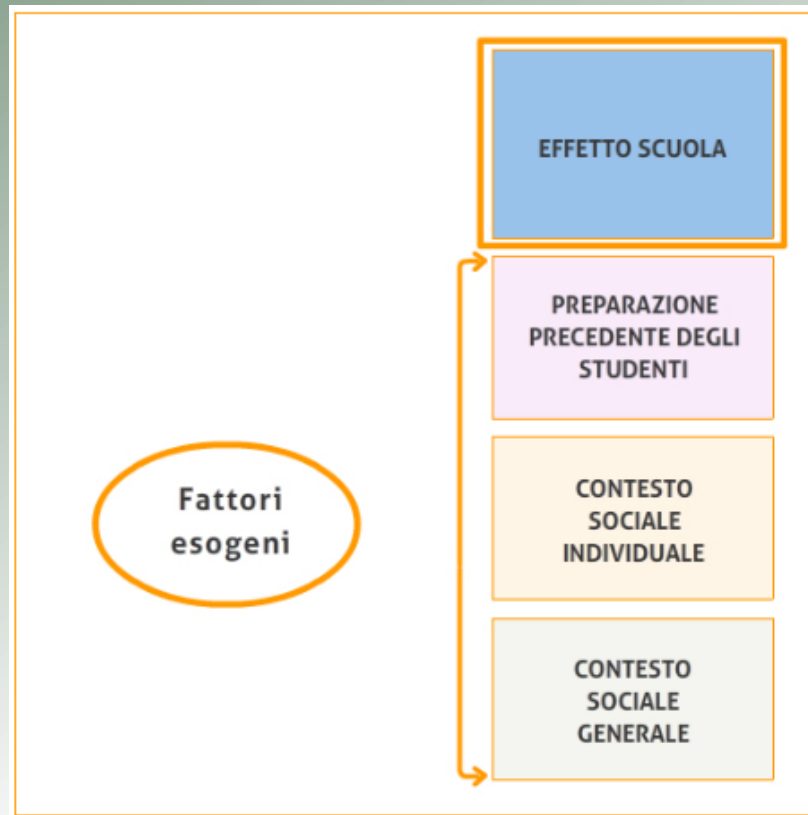 EFFETTO SCUOLA
PREPARAZIONE
PRECEDENTE DEGLI
STUDENTI
Fattori
esogeni
CONTESTO
SOCIALE
INDIVIDUALE
CONTESTO
SOCIALE
GENERALE